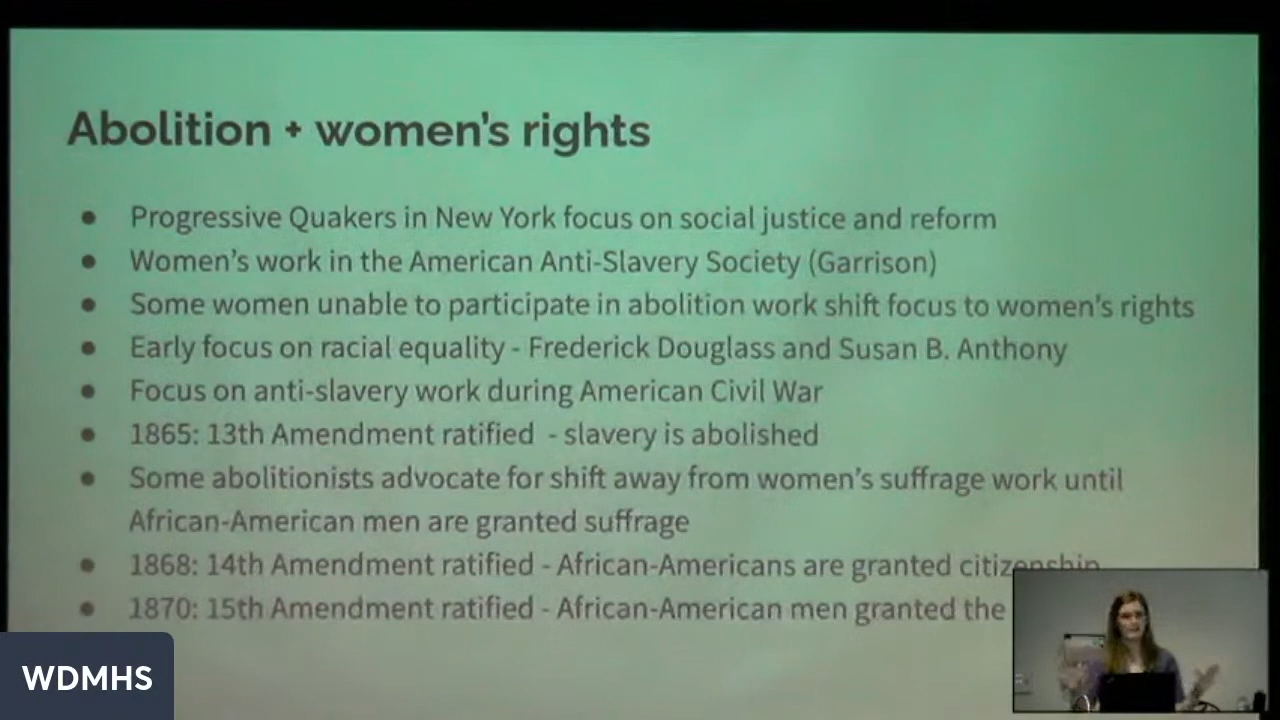 Abolition + women's rights
● Progressive Quakers in New York focus on social justice and reform
● Women's work in the American Anti-Slavery Society (Garrison)
● Some women unable to participate in abolition work shift focus to women's rights
● Early focus on racial equality - Frederick Douglass and Susan B. Anthony
● Focus on anti-slavery work during American Civil War
● 1865: 13th Amendment ratified - slavery is abolished
● Some abolitionists advocate for shift away from women's suffrage work until
African-American men are granted suffrage
● 1868: 14th Amendment ratified - African-Americans are granted citizenship
● 1870: 15th Amendment ratified - African-American men granted the
WDMHS